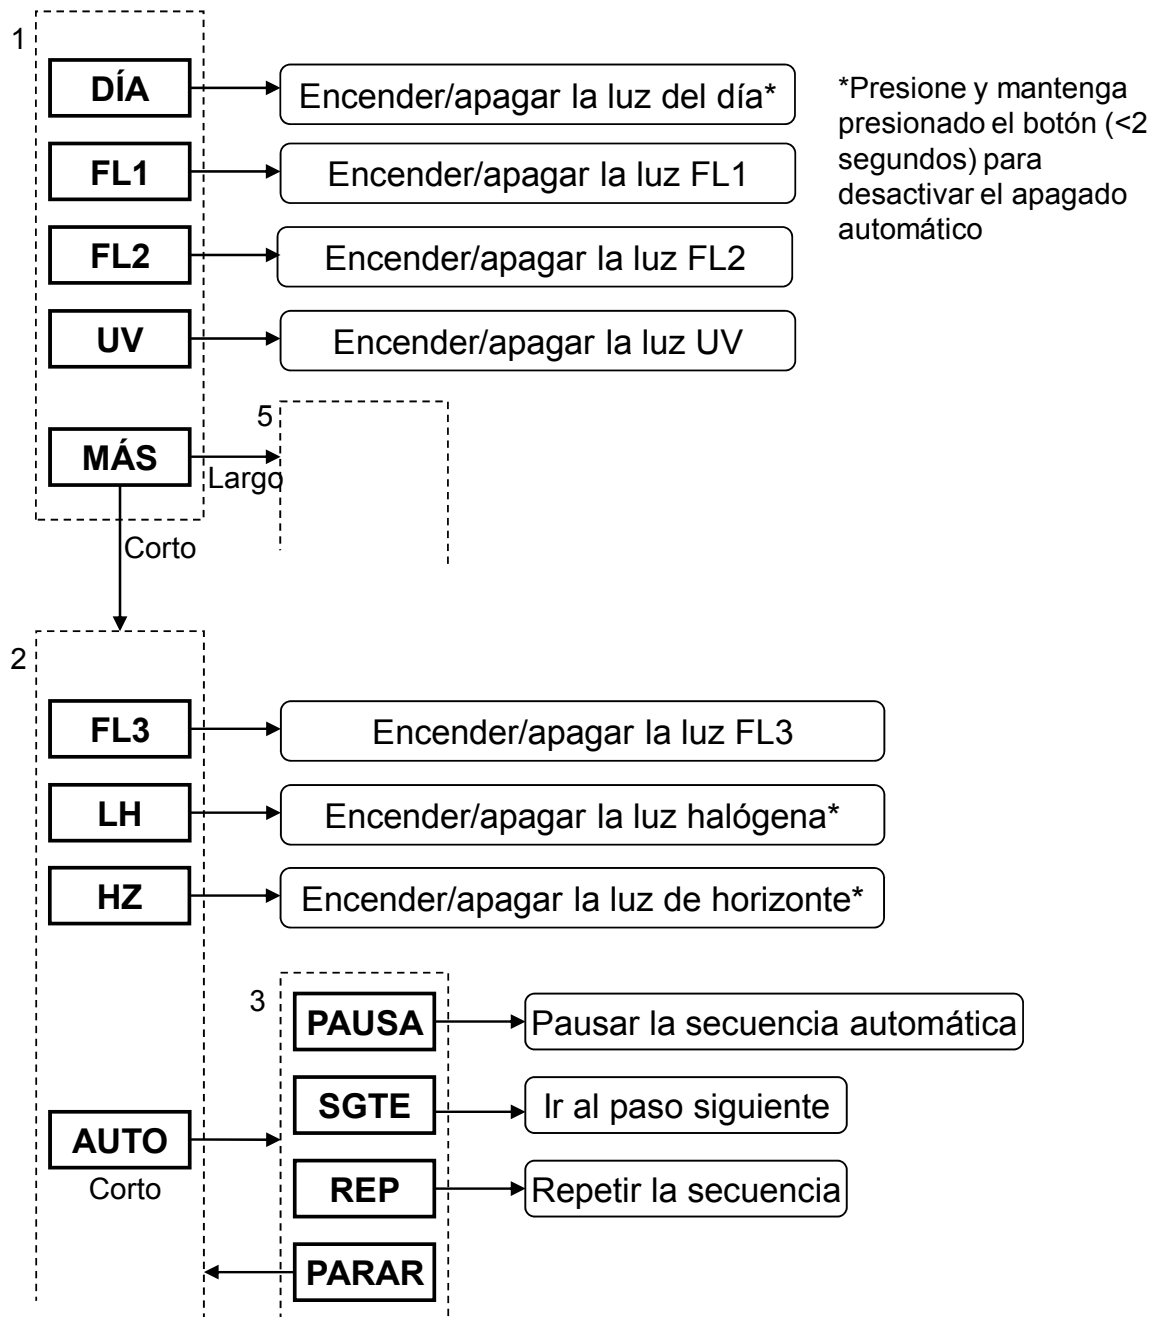 1
DÍA
Encender/apagar la luz del día*
*Presione y mantenga
presionado el botón (<2
segundos) para
desactivar el apagado
automático
FL1
Encender/apagar la luz FL1
FL2
Encender/apagar la luz FL2
UV
Encender/apagar la luz UV
5
MÁS
Largo
Corto
2
FL3
Encender/apagar la luz FL3
LH
Encender/apagar la luz halógena*
HZ
Encender/apagar la luz de horizonte*
3
PAUSA
Pausar la secuencia automática
SGTE
Ir al paso siguiente
AUTO
Corto
REP
Repetir la secuencia
PARAR